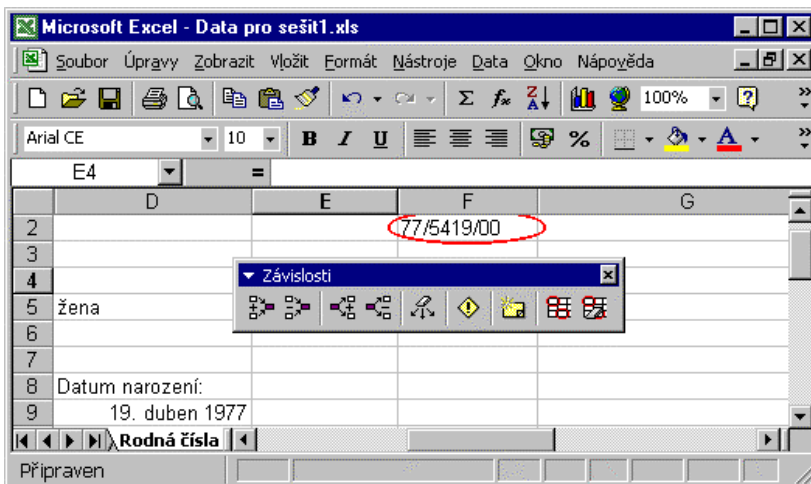 Microsoft Excel - Data pro sešit1.xls
Soubor Úpravy Zobrazit Vložit Formát Nástroje Data Okno Nápověda
Σ fx 100%
Arial CE 10 B I U % A
E4 =
D E F G
2 77/5419/00
3
Závislosti
4
5 žena
6
7
8 Datum narození:
9 19. duben 1977
Rodná čísla
Připraven